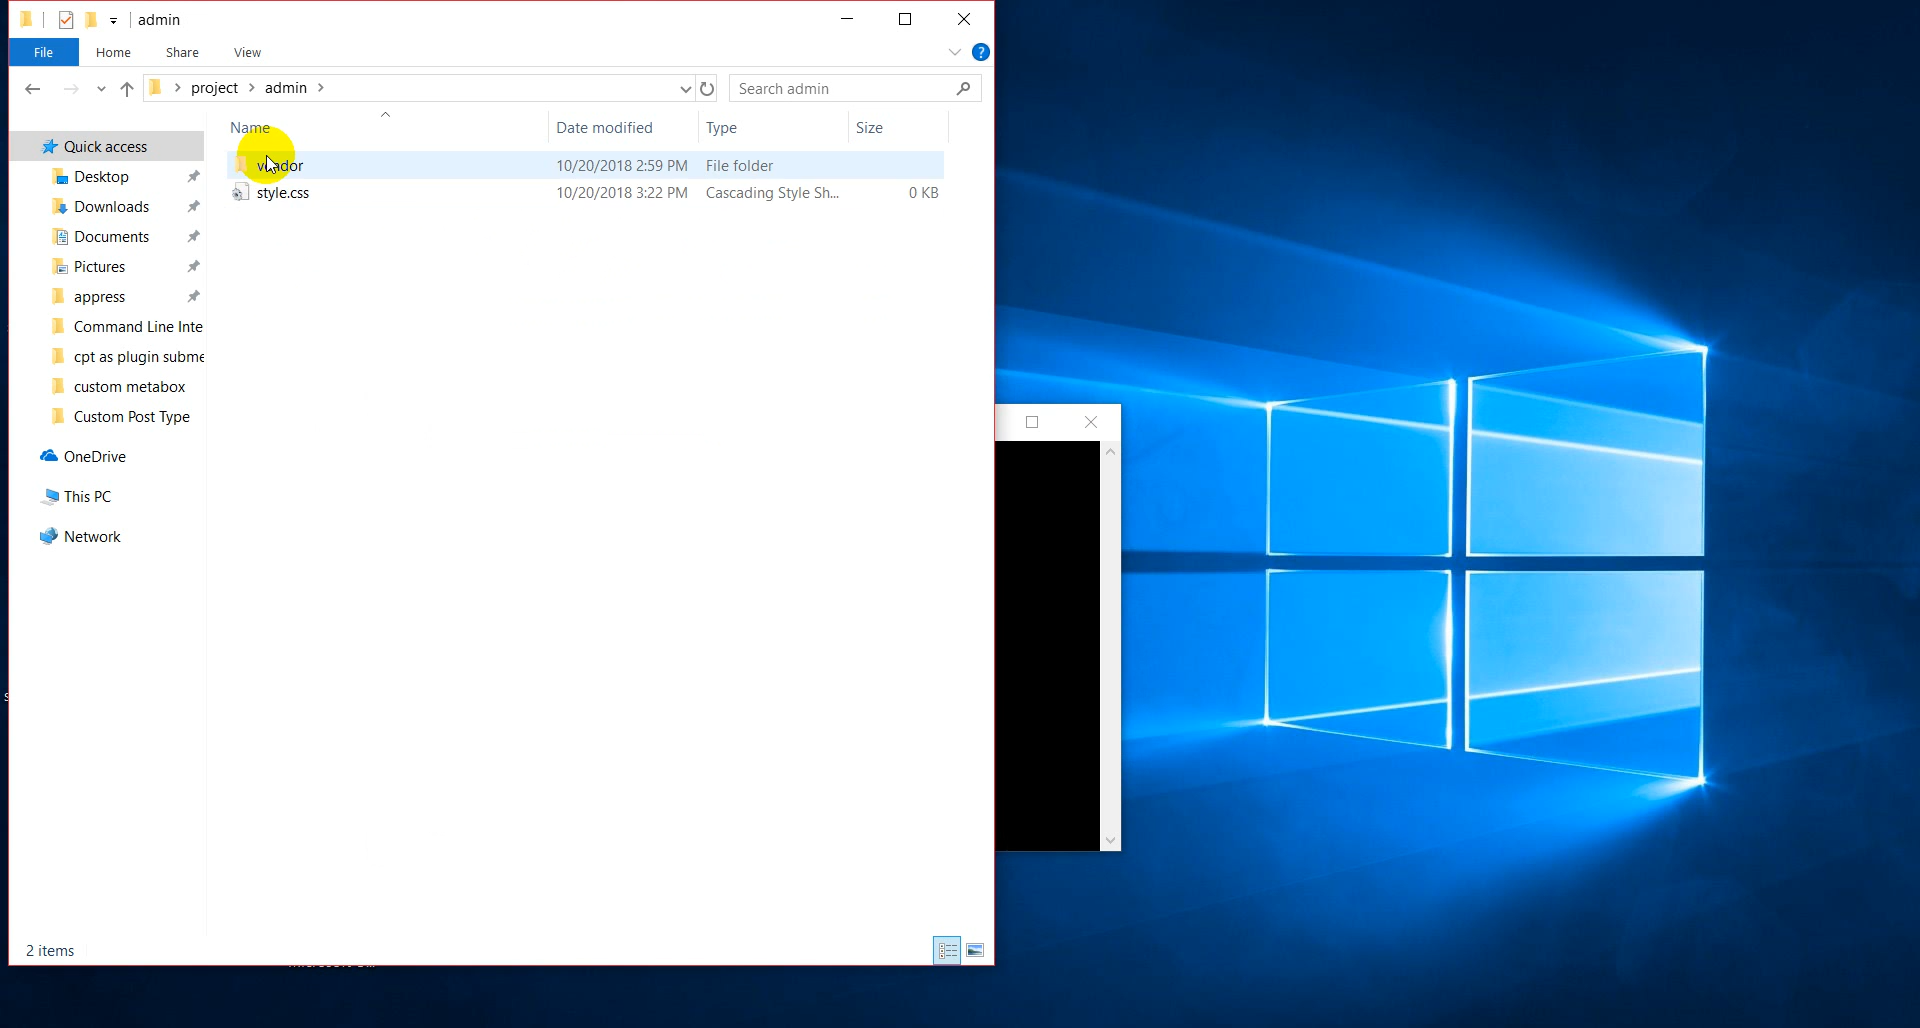 admin
File Home Share View
project admin
Search admin
Name Date modified Type Size
10/20/2018 2:59 PM File folder
style.css 10/20/2018 3:22 PM Cascading Style Sh... 0 KB
Quick access
Desktop
Downloads
Documents
Pictures
appress
Command Line Inte
cpt as plugin subme
custom metabox
Custom Post Type
OneDrive
This PC
Network
2 items